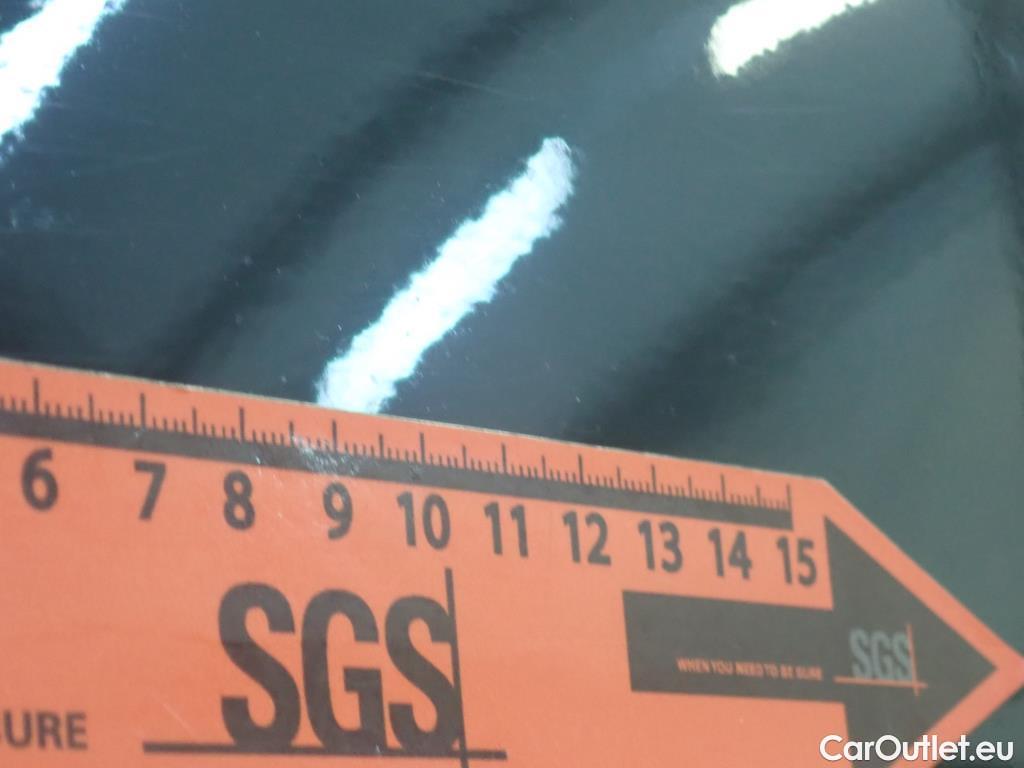 6 7 8 9 10 11 12 13 14 15
SGS
WHEN YOU NEED TO BE SURE SGS
SURE
CarOutlet.eu